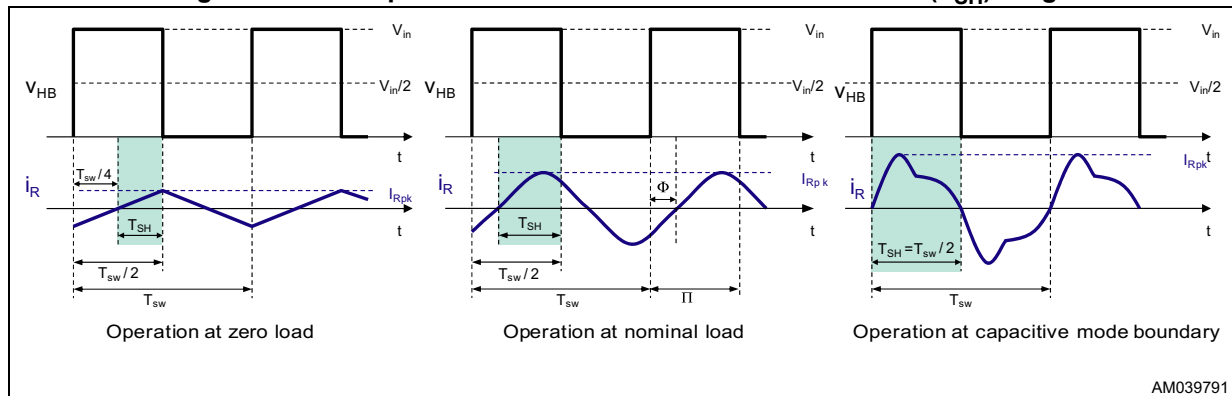 V_in V_in V_in
V_in/2 V_in/2 V_in/2
V_HB V_HB V_HB
t t t
T_sw/4
i_R I_Rpk i_R Φ I_Rpk i_R I_Rpk
t t t
T_SH T_SH T_SH=T_sw/2
T_sw/2 T_sw/2
T_sw T_sw Π T_sw
Operation at zero load Operation at nominal load Operation at capacitive mode boundary
AM039791